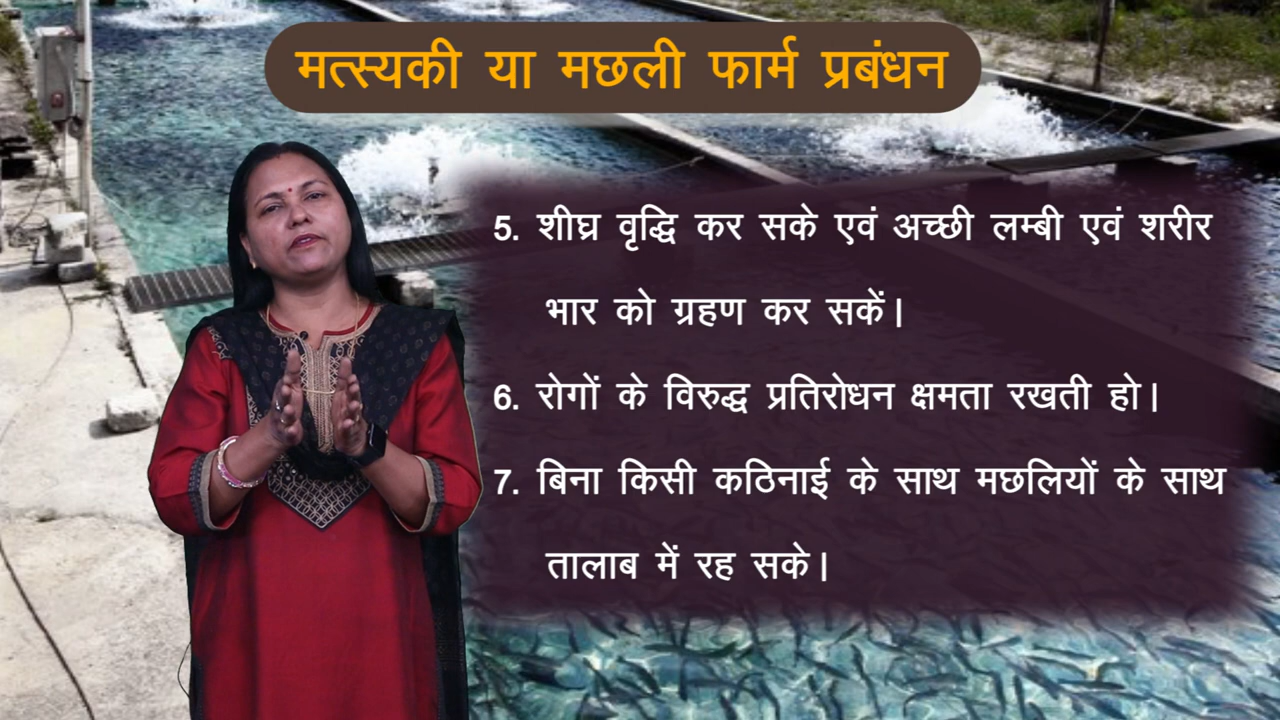 मत्स्यकी या मछली फार्म प्रबंधन
5. शीघ्र वृद्धि कर सके एवं अच्छी लम्बी एवं शरीर
भार को ग्रहण कर सकें।
6. रोगों के विरुद्ध प्रतिरोधन क्षमता रखती हो।
7. बिना किसी कठिनाई के साथ मछलियों के साथ
तालाब में रह सके।